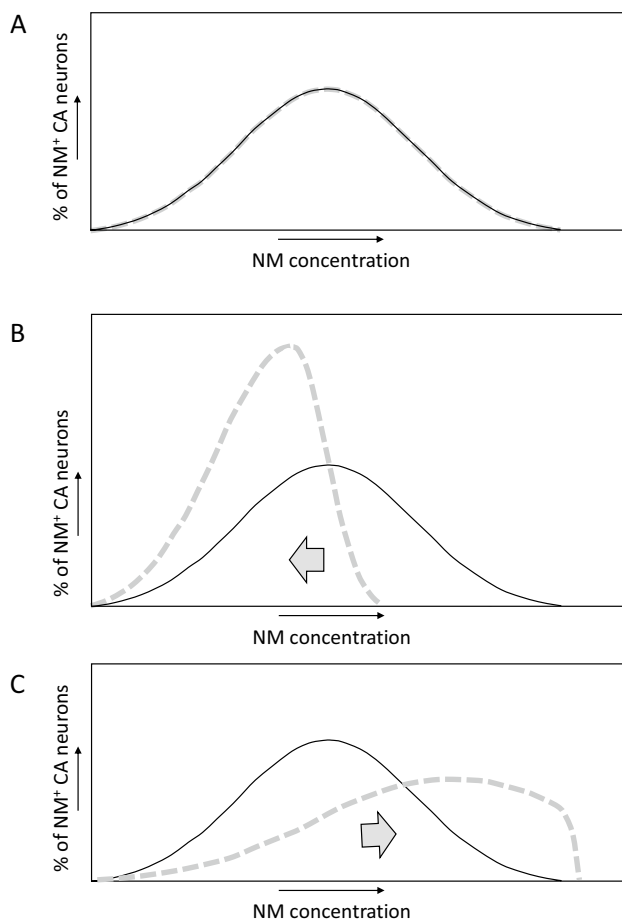 A
% of NM⁺ CA neurons
NM concentration
B
% of NM⁺ CA neurons
NM concentration
C
% of NM⁺ CA neurons
NM concentration